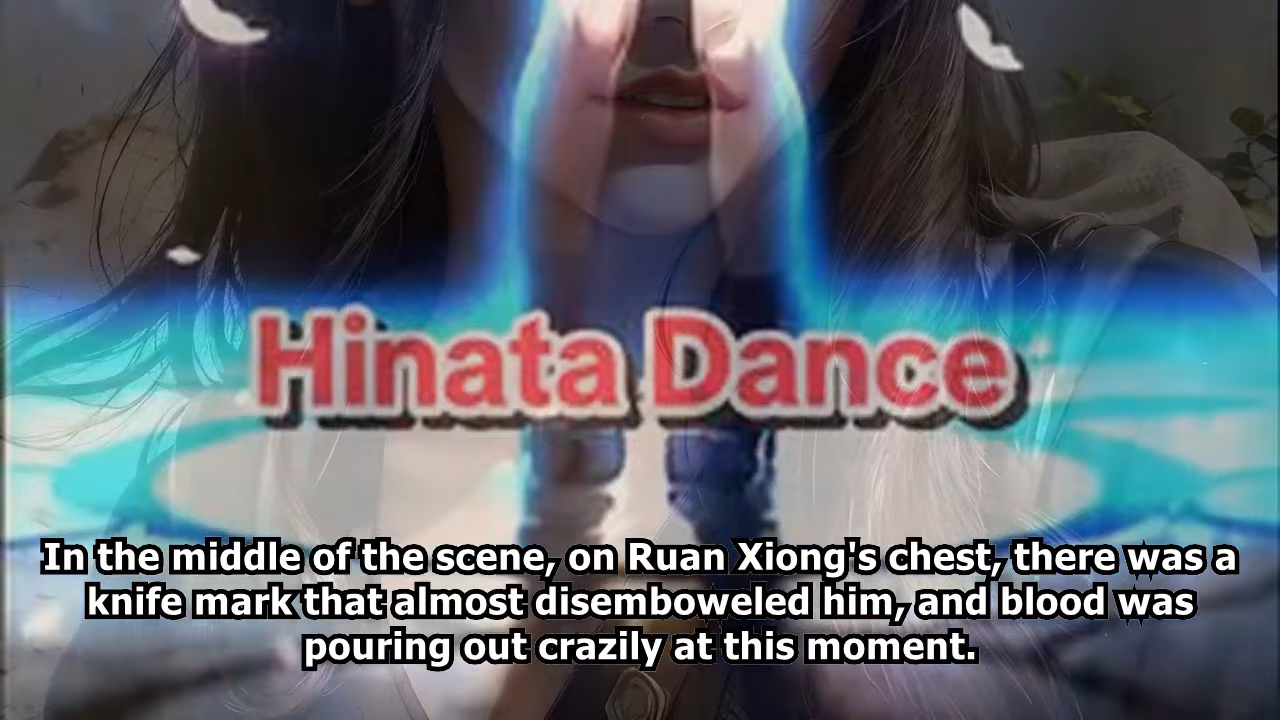 Hinata Dance
In the middle of the scene, on Ruan Xiong's chest, there was a
knife mark that almost disemboweled him, and blood was
pouring out crazily at this moment.